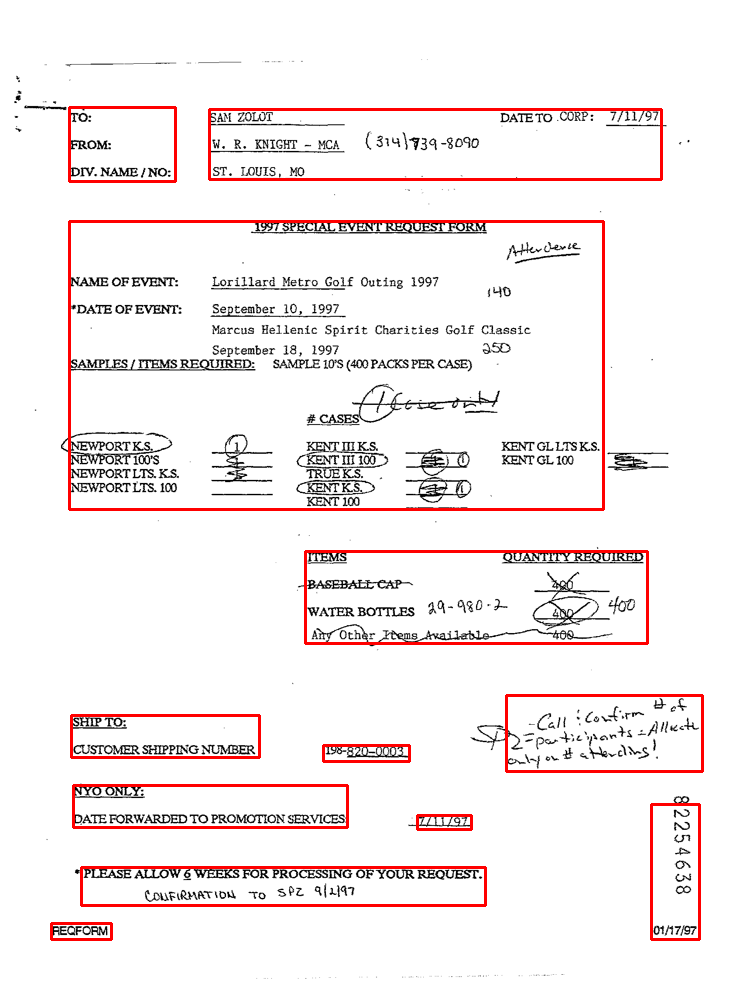 TO: SAM ZOLOT DATE TO CORP: 7/11/97
FROM: W. R. KNIGHT - MCA (314) 739-8090
DIV. NAME / NO: ST. LOUIS, MO
1997 SPECIAL EVENT REQUEST FORM
Attendence
NAME OF EVENT: Lorillard Metro Golf Outing 1997 140
*DATE OF EVENT: September 10, 1997
Marcus Hellenic Spirit Charities Golf Classic
September 18, 1997 250
SAMPLES / ITEMS REQUIRED: SAMPLE 10'S (400 PACKS PER CASE)
1 Case only
# CASES
NEWPORT K.S. 1 KENT III K.S. KENT GL LTS K.S.
NEWPORT 100'S KENT III 100 1 KENT GL 100
NEWPORT LTS. K.S. TRUE K.S.
NEWPORT LTS. 100 KENT K.S. 1
KENT 100
ITEMS QUANTITY REQUIRED
BASEBALL CAP 400
WATER BOTTLES 29-980-2 400 400
Any Other Items Available 400
SHIP TO:
CUSTOMER SHIPPING NUMBER 198-820-0003
-Call : Confirm # of
participants - Allocate
only on # attending!
NYO ONLY:
DATE FORWARDED TO PROMOTION SERVICES 7/11/97
* PLEASE ALLOW 6 WEEKS FOR PROCESSING OF YOUR REQUEST.
CONFIRMATION TO SPZ 9/2/97
82254638
REQFORM 01/17/97